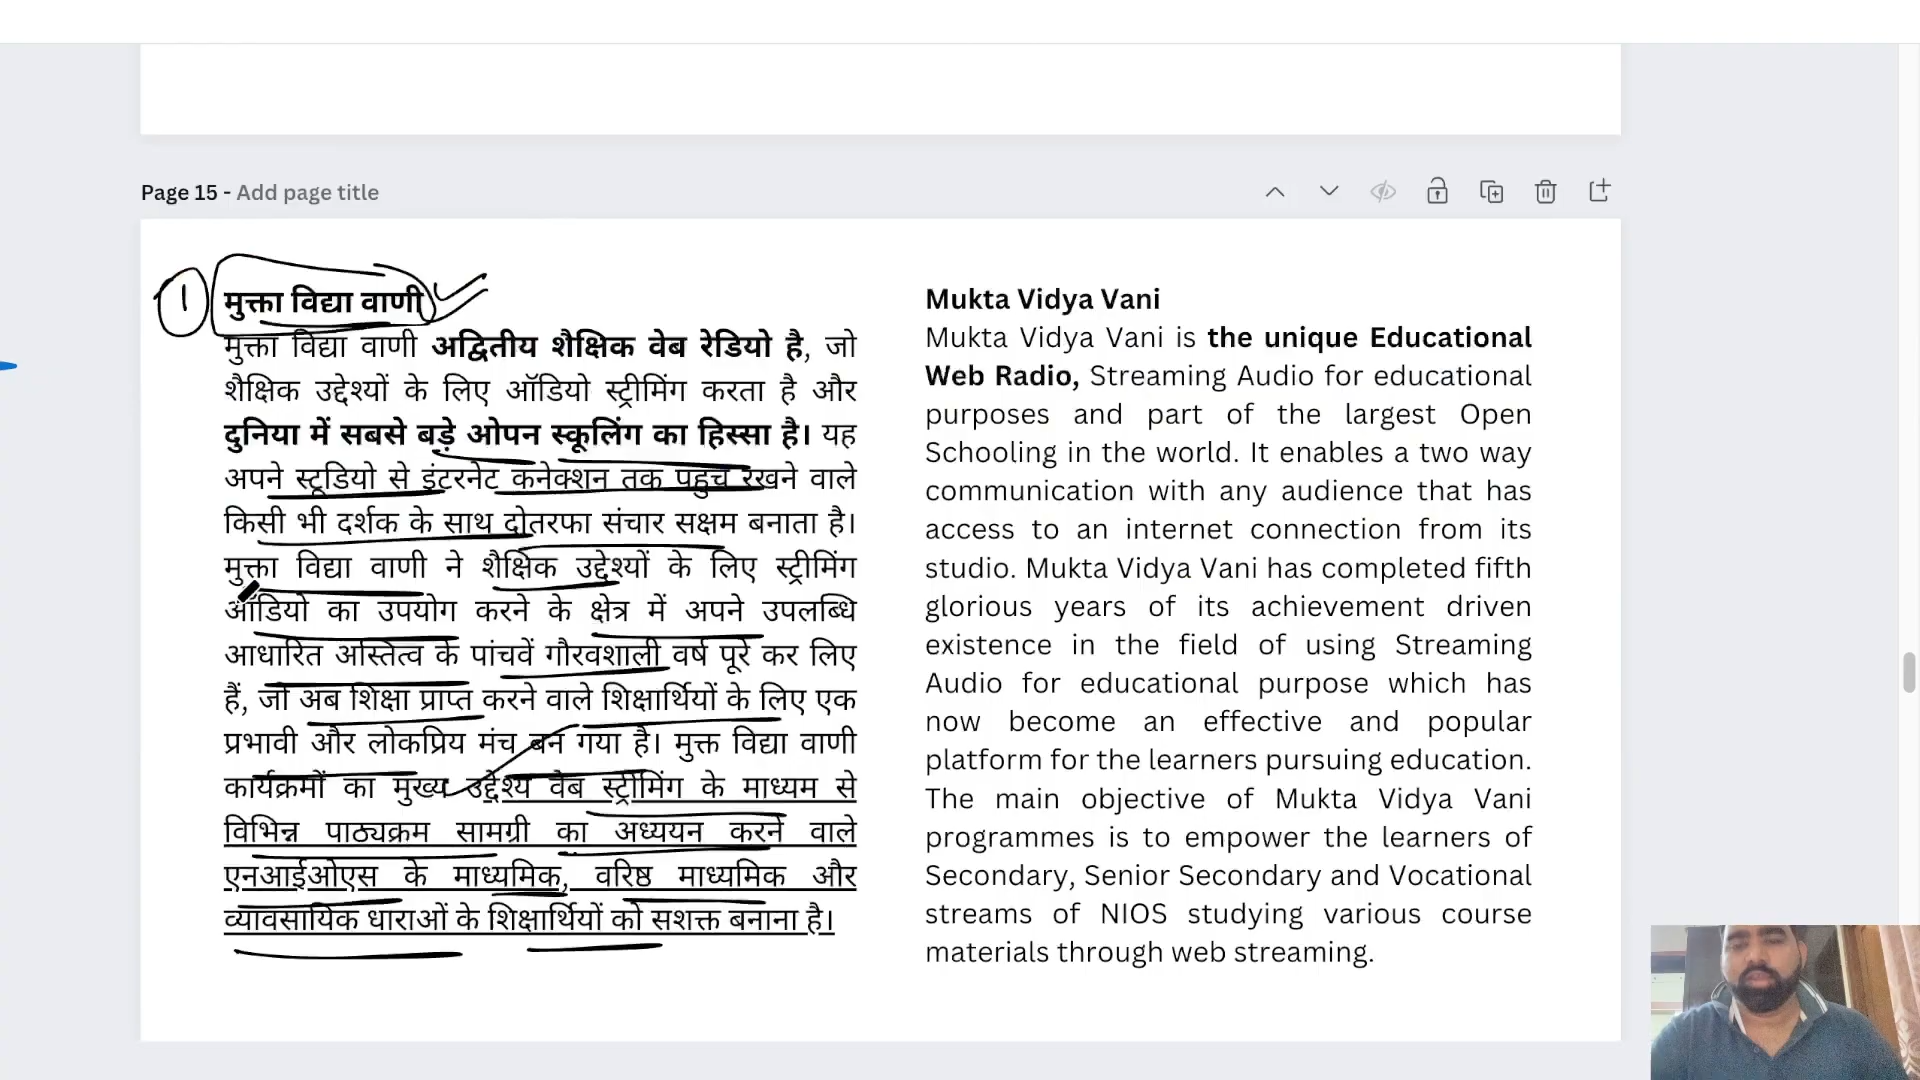 Page 15 - Add page title
1
मुक्ता विद्या वाणी
मुक्ता विद्या वाणी अद्वितीय शैक्षिक वेब रेडियो है, जो
शैक्षिक उद्देश्यों के लिए ऑडियो स्ट्रीमिंग करता है और
दुनिया में सबसे बड़े ओपन स्कूलिंग का हिस्सा है। यह
अपने स्टूडियो से इंटरनेट कनेक्शन तक पहुंच रखने वाले
किसी भी दर्शक के साथ दोतरफा संचार सक्षम बनाता है।
मुक्ता विद्या वाणी ने शैक्षिक उद्देश्यों के लिए स्ट्रीमिंग
ऑडियो का उपयोग करने के क्षेत्र में अपने उपलब्धि
आधारित अस्तित्व के पांचवें गौरवशाली वर्ष पूरे कर लिए
हैं, जो अब शिक्षा प्राप्त करने वाले शिक्षार्थियों के लिए एक
प्रभावी और लोकप्रिय मंच बन गया है। मुक्त विद्या वाणी
कार्यक्रमों का मुख्य उद्देश्य वेब स्ट्रीमिंग के माध्यम से
विभिन्न पाठ्यक्रम सामग्री का अध्ययन करने वाले
एनआईओएस के माध्यमिक, वरिष्ठ माध्यमिक और
व्यावसायिक धाराओं के शिक्षार्थियों को सशक्त बनाना है।
Mukta Vidya Vani
Mukta Vidya Vani is the unique Educational
Web Radio, Streaming Audio for educational
purposes and part of the largest Open
Schooling in the world. It enables a two way
communication with any audience that has
access to an internet connection from its
studio. Mukta Vidya Vani has completed fifth
glorious years of its achievement driven
existence in the field of using Streaming
Audio for educational purpose which has
now become an effective and popular
platform for the learners pursuing education.
The main objective of Mukta Vidya Vani
programmes is to empower the learners of
Secondary, Senior Secondary and Vocational
streams of NIOS studying various course
materials through web streaming.